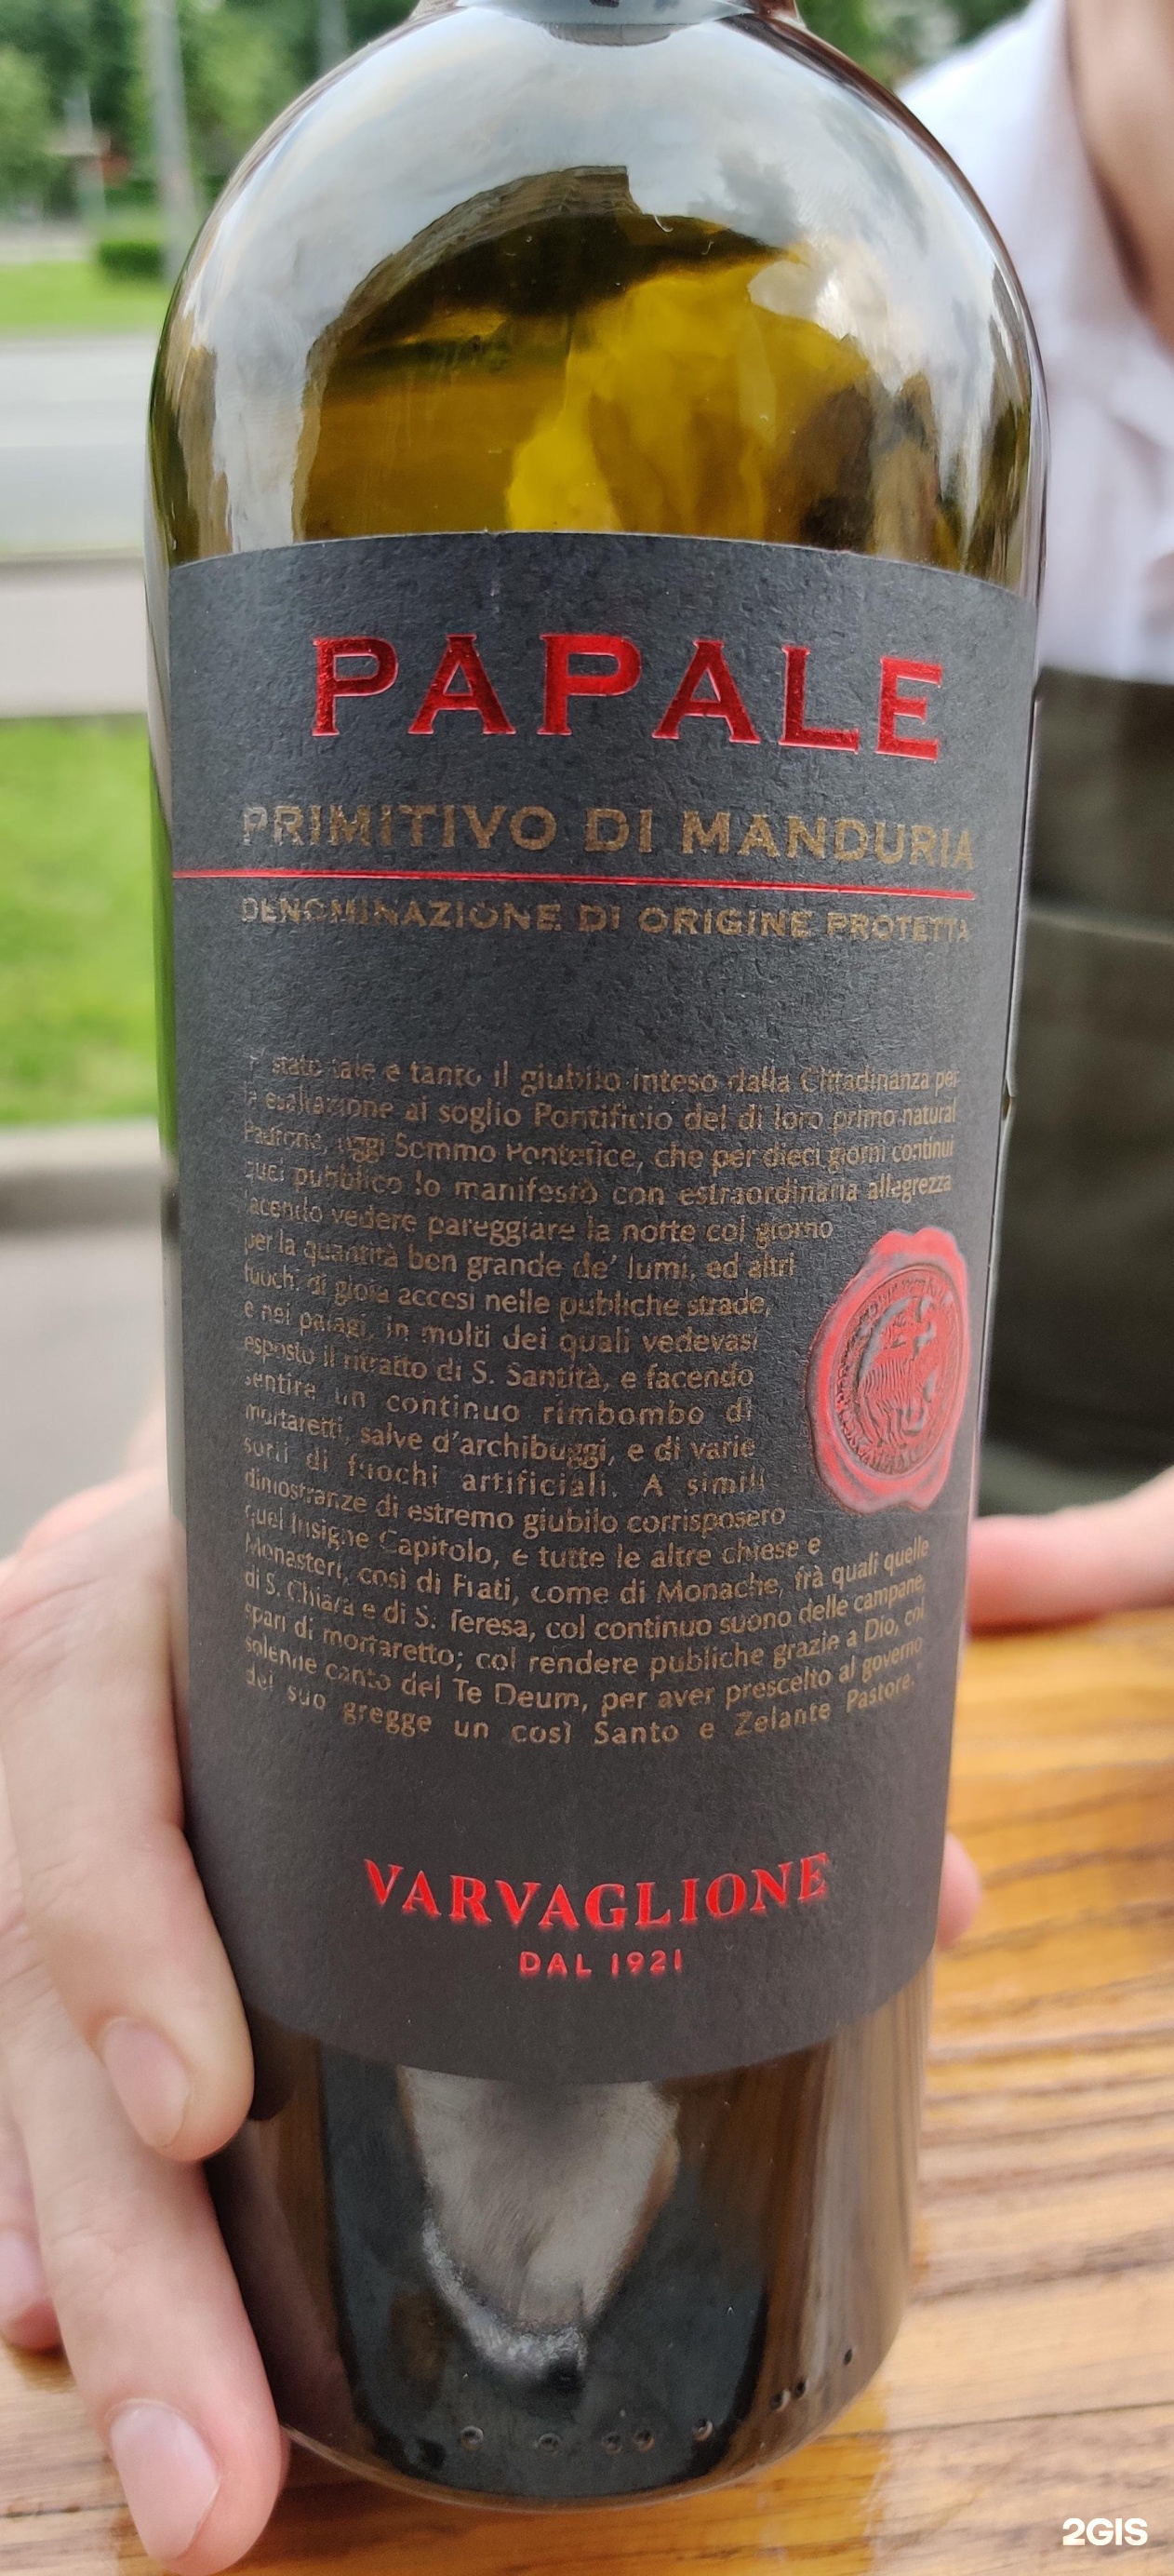 PAPALE
PRIMITIVO DI MANDURIA
DENOMINAZIONE DI ORIGINE PROTETTA
stato tale e tanto il giubilo inteso dalla Cittadinanza per
la esaltazione al soglio Pontificio del di loro primo natural
Padrone, oggi Sommo Pontefice, che per dieci giorni continui
quel pubblico lo manifestò con estraordinaria allegrezza
facendo vedere pareggiare la notte col giorno
per la quantità ben grande de' lumi, ed altri
fuochi di gioia accesi nelle publiche strade,
e nei palagi, in molti dei quali vedevasi
esposto il ritratto di S. Santità, e facendo
sentire un continuo rimbombo di
mortaretti, salve d'archibuggi, e di varie
sorti di fuochi artificiali. A simili
dimostranze di estremo giubilo corrisposero
quel Insigne Capitolo, e tutte le altre chiese e
Monasteri, così di Frati, come di Monache, frà quali quelle
di S. Chiara e di S. Teresa, col continuo suono delle campane,
spari di mortaretto; col rendere publiche grazie a Dio, col
solenne canto del Te Deum, per aver prescelto al governo
del suo gregge un così Santo e Zelante Pastore."
VARVAGLIONE
DAL 1921
2GIS